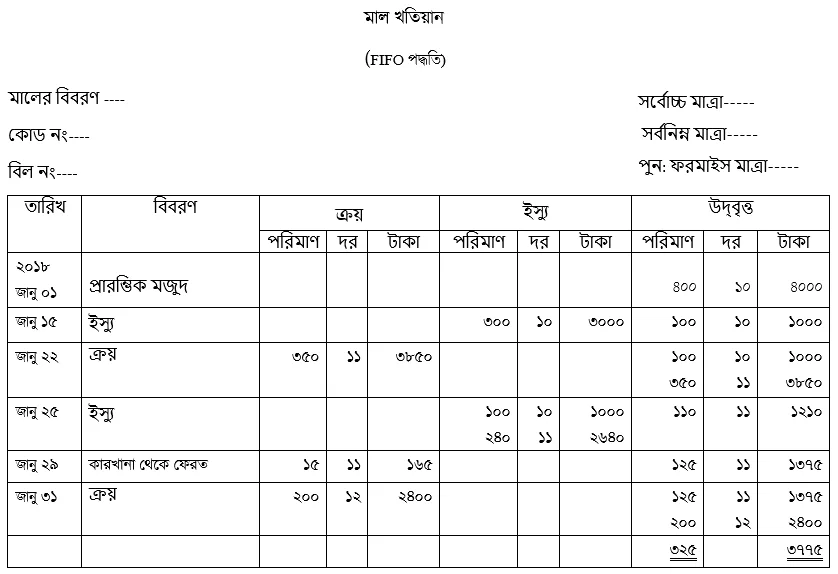 মাল খতিয়ান
(FIFO পদ্ধতি)
মালের বিবরণ ----
কোড নং----
বিল নং----
সর্বোচ্চ মাত্রা-----
সর্বনিম্ন মাত্রা-----
পুন: ফরমাইস মাত্রা-----
তারিখ বিবরণ ক্রয় ইস্যু উদ্‌বৃত্ত
পরিমাণ দর টাকা পরিমাণ দর টাকা পরিমাণ দর টাকা
২০১৮
জানু ০১ প্রারম্ভিক মজুদ ৪০০ ১০ ৪০০০
জানু ১৫ ইস্যু ৩০০ ১০ ৩০০০ ১০০ ১০ ১০০০
জানু ২২ ক্রয় ৩৫০ ১১ ৩৮৫০ ১০০ ১০ ১০০০
৩৫০ ১১ ৩৮৫০
জানু ২৫ ইস্যু ১০০ ১০ ১০০০ ১১০ ১১ ১২১০
২৪০ ১১ ২৬৪০
জানু ২৯ কারখানা থেকে ফেরত ১৫ ১১ ১৬৫ ১২৫ ১১ ১৩৭৫
জানু ৩১ ক্রয় ২০০ ১২ ২৪০০ ১২৫ ১১ ১৩৭৫
২০০ ১২ ২৪০০
৩২৫ ৩৭৭৫